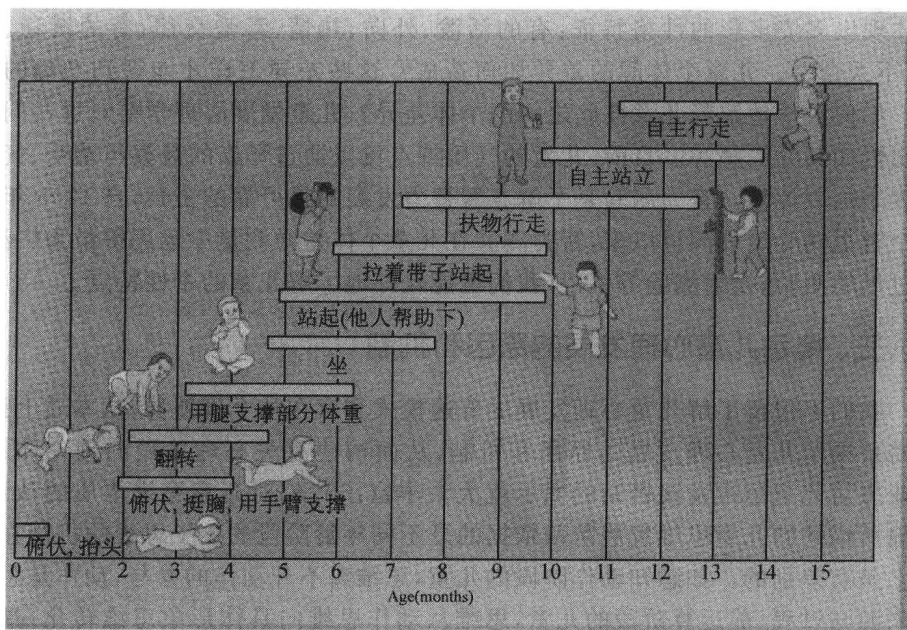 自主行走
自主站立
扶物行走
拉着带子站起
站起(他人帮助下)
坐
用腿支撑部分体重
翻转
俯伏, 挺胸, 用手臂支撑
俯伏, 抬头
0 1 2 3 4 5 6 7 8 9 10 11 12 13 14 15
Age(months)